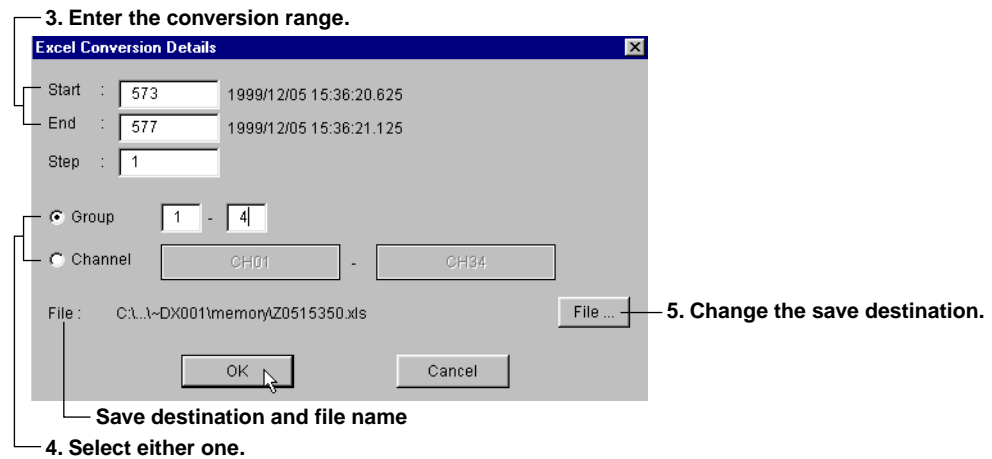 3. Enter the conversion range.
Excel Conversion Details
Start : 573 1999/12/05 15:36:20.625
End : 577 1999/12/05 15:36:21.125
Step : 1
Group 1 - 4
Channel CH01 - CH34
File : C:\...\~DX001\memory\Z0515350.xls File ...
5. Change the save destination.
OK Cancel
Save destination and file name
4. Select either one.